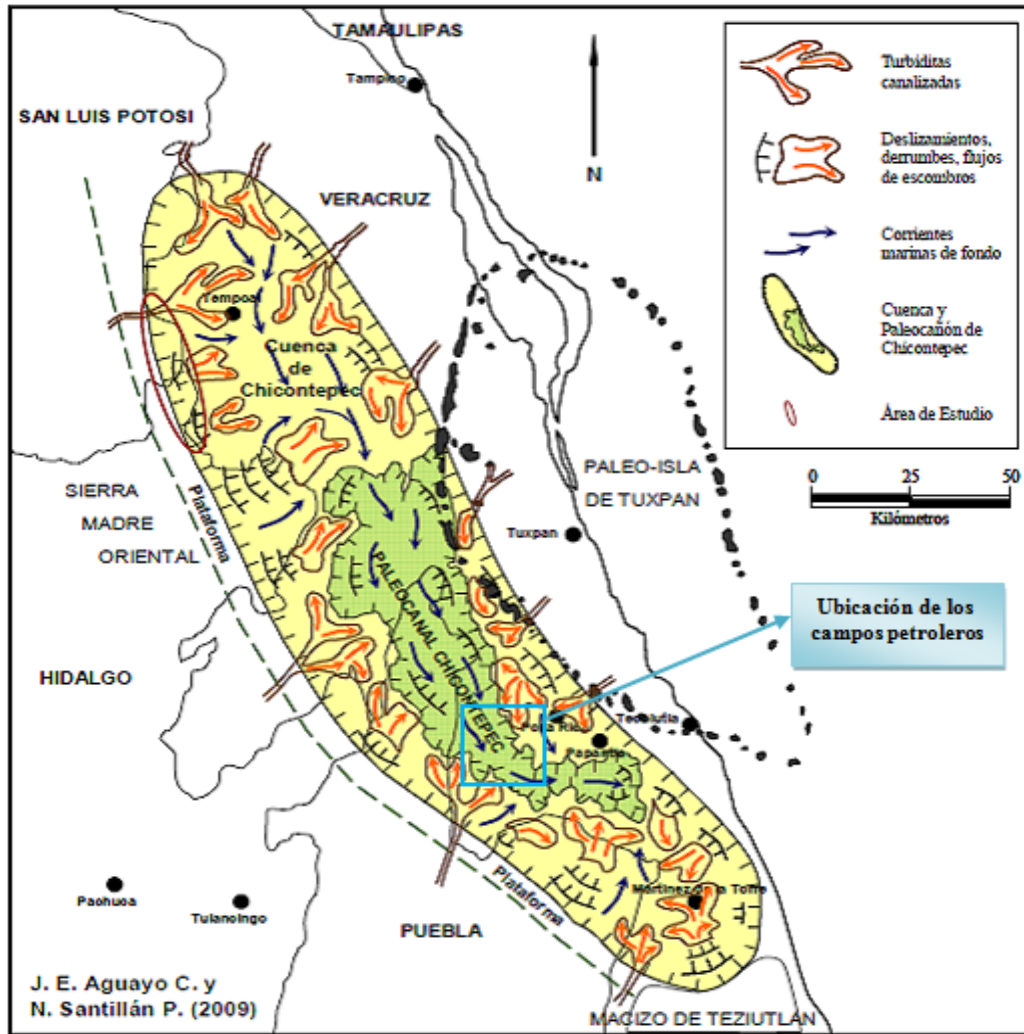 TAMAULIPAS
Tampico
SAN LUIS POTOSI
VERACRUZ
N
Turbiditas
canalizadas
Deslizamientos,
derrumbes, flujos
de escombros
Corrientes
marinas de fondo
Cuenca y
Paleocañón de
Chicontepec
Área de Estudio
0 25 50
Kilómetros
Tempoal
Cuenca
de
Chicontepec
PALEO-ISLA
DE TUXPAN
Tuxpan
SIERRA
MADRE
ORIENTAL
Plataforma
PALEOCANAL CHICONTEPEC
Ubicación de los
campos petroleros
HIDALGO
Poza Rica
Tecolutla
Papantla
Pachuca
Tulancingo
PUEBLA
Plataforma
Martínez de la Torre
J. E. Aguayo C. y
N. Santillán P. (2009)
MACIZO DE TEZIUTLÁN